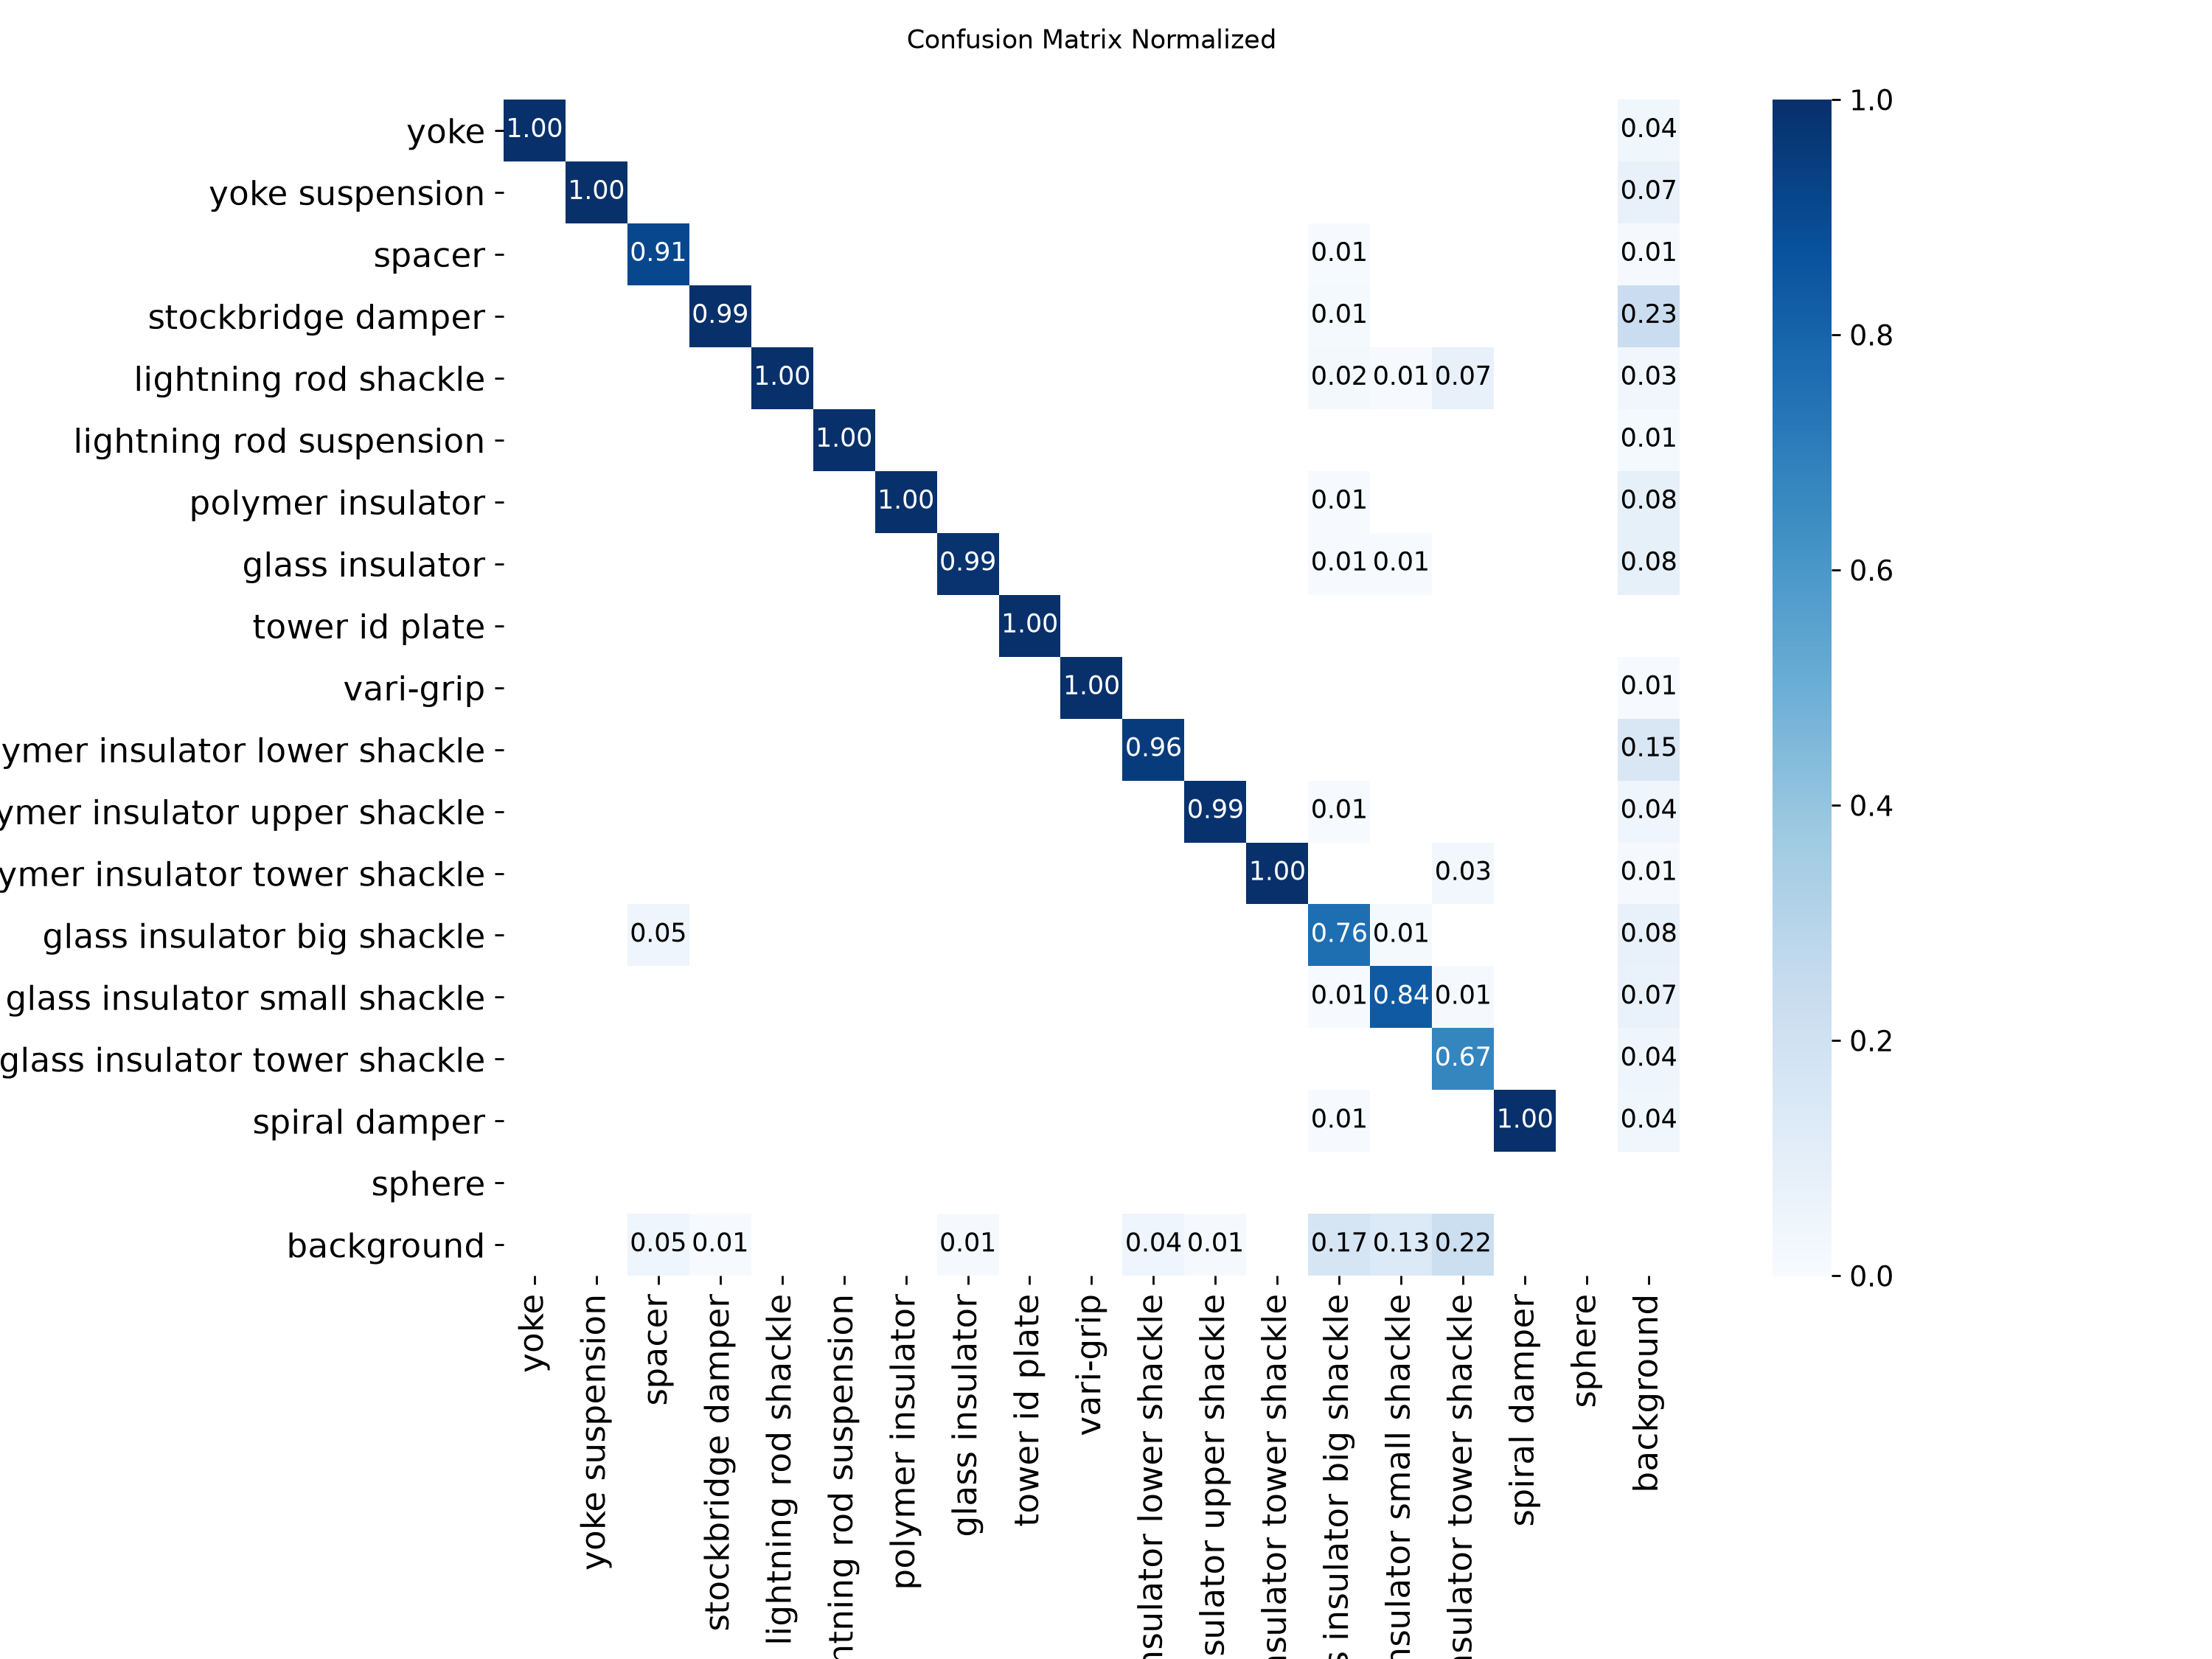 Confusion Matrix Normalized
yoke 1.00 0.04 1.0
yoke suspension 1.00 0.07
spacer 0.91 0.01 0.01
stockbridge damper 0.99 0.01 0.23 0.8
lightning rod shackle 1.00 0.02 0.01 0.07 0.03
lightning rod suspension 1.00 0.01
polymer insulator 1.00 0.01 0.08
glass insulator 0.99 0.01 0.01 0.08 0.6
tower id plate 1.00
vari-grip 1.00 0.01
ymer insulator lower shackle 0.96 0.15
ymer insulator upper shackle 0.99 0.01 0.04 0.4
ymer insulator tower shackle 1.00 0.03 0.01
glass insulator big shackle 0.05 0.76 0.01 0.08
glass insulator small shackle 0.01 0.84 0.01 0.07
glass insulator tower shackle 0.67 0.04 0.2
spiral damper 0.01 1.00 0.04
sphere
background 0.05 0.01 0.01 0.04 0.01 0.17 0.13 0.22 0.0
yoke
yoke suspension
spacer
stockbridge damper
lightning rod shackle
ntning rod suspension
polymer insulator
glass insulator
tower id plate
vari-grip
nsulator lower shackle
sulator upper shackle
nsulator tower shackle
s insulator big shackle
nsulator small shackle
nsulator tower shackle
spiral damper
sphere
background